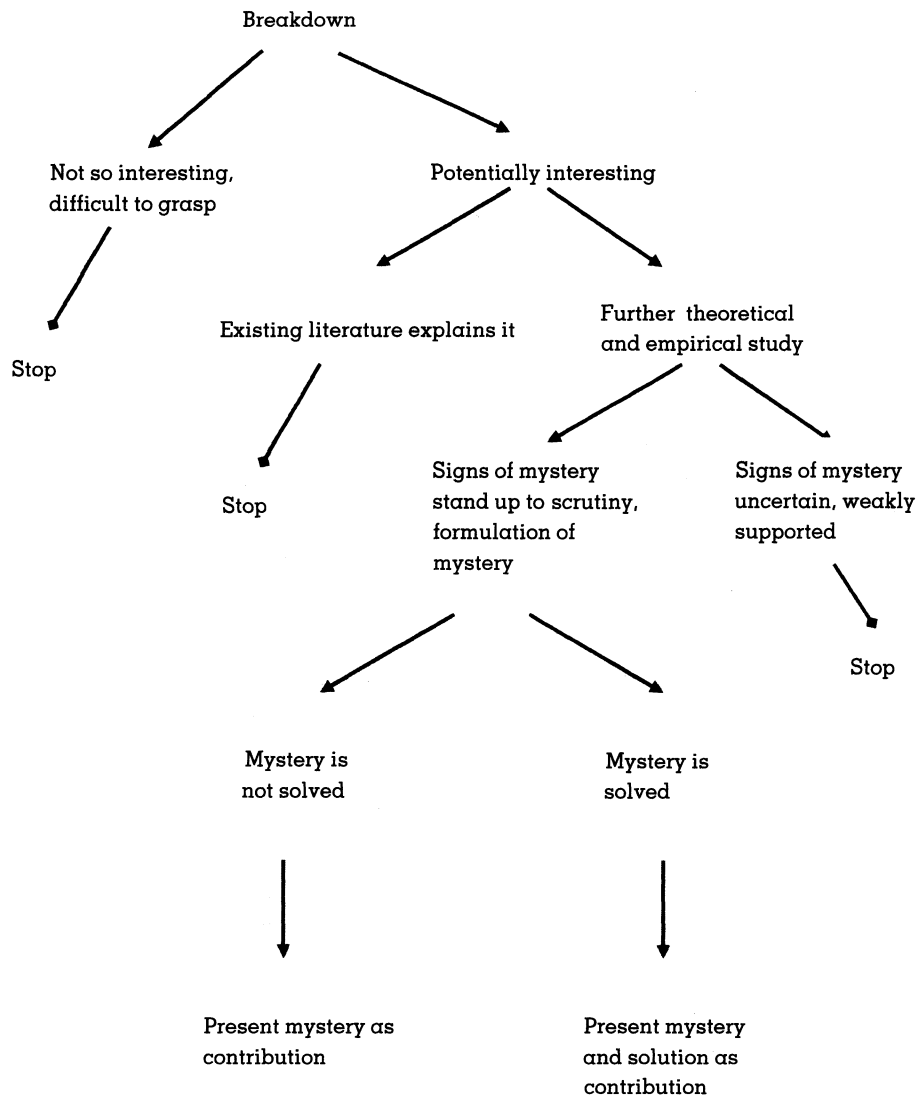 Breakdown
Not so interesting,
difficult to grasp
Potentially interesting
Stop
Existing literature explains it
Further theoretical
and empirical study
Stop
Signs of mystery
stand up to scrutiny,
formulation of
mystery
Signs of mystery
uncertain, weakly
supported
Stop
Mystery is
not solved
Mystery is
solved
Present mystery as
contribution
Present mystery
and solution as
contribution